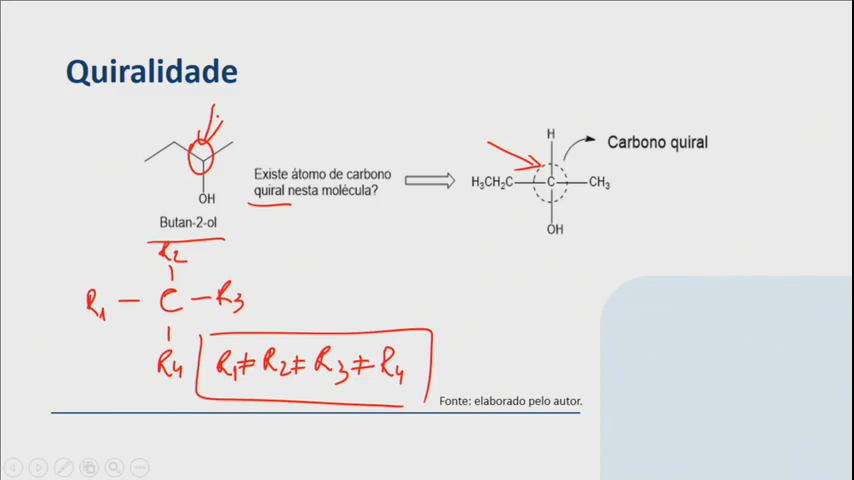 Quiralidade
OH
Butan-2-ol
Existe átomo de carbono
quiral nesta molécula?
H
H₃CH₂C—C—CH₃
OH
Carbono quiral
R2
R1 — C — R3
R4
R1 ≠ R2 ≠ R3 ≠ R4
Fonte: elaborado pelo autor.